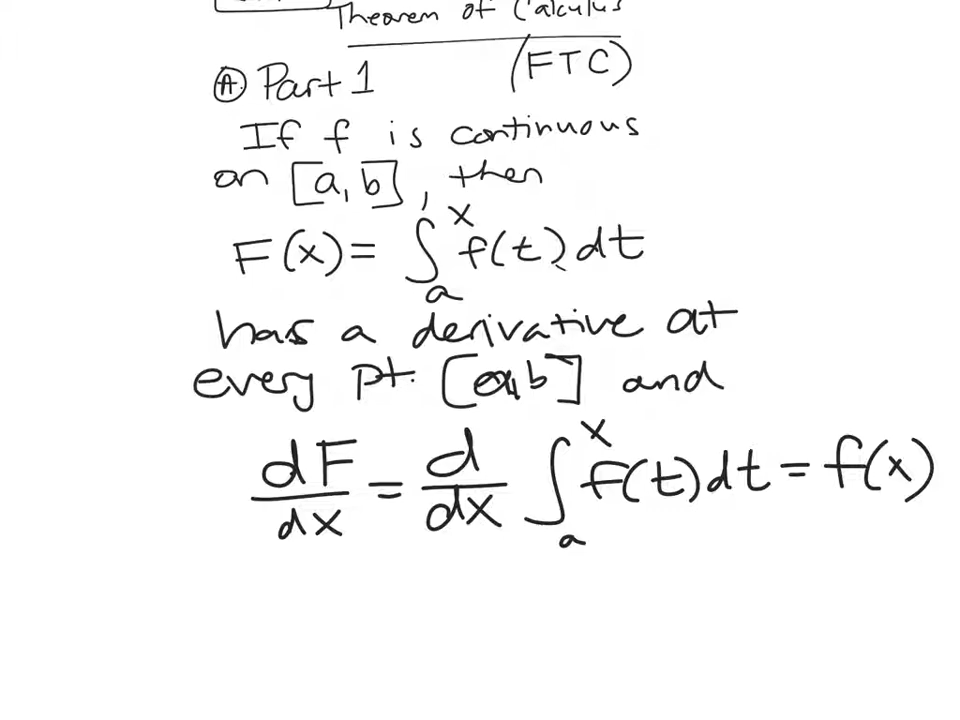 Theorem of Calculus
(FTC)
Ⓐ Part 1
If f is continuous
on [a, b], then
F(x) = ∫ₐˣ f(t) dt
has a derivative at
every pt. [a,b] and
dF/dx = d/dx ∫ₐˣ f(t) dt = f(x)